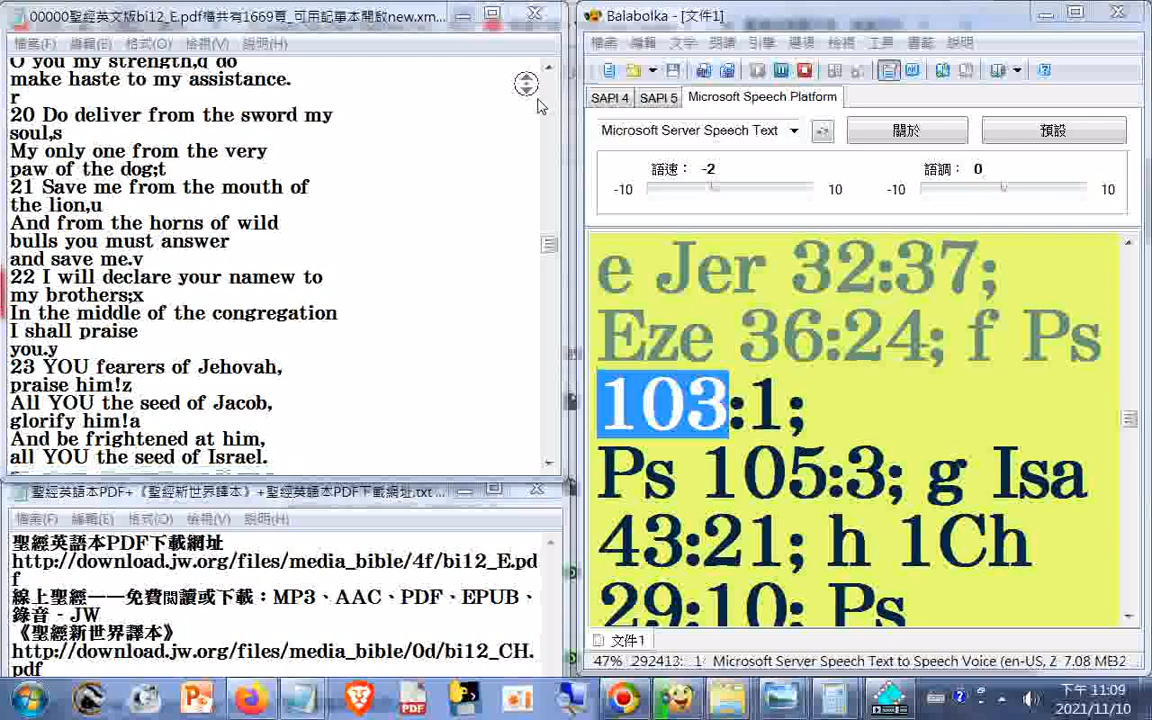 00000聖經英文版bi12_E.pdf檔共有1669頁_可用記事本開啟new.xm...
檔案(F) 編輯(E) 格式(O) 檢視(V) 說明(H)
O you my strength,q do
make haste to my assistance.
r
20 Do deliver from the sword my
soul,s
My only one from the very
paw of the dog;t
21 Save me from the mouth of
the lion,u
And from the horns of wild
bulls you must answer
and save me.v
22 I will declare your namew to
my brothers;x
In the middle of the congregation
I shall praise
you.y
23 YOU fearers of Jehovah,
praise him!z
All YOU the seed of Jacob,
glorify him!a
And be frightened at him,
all YOU the seed of Israel.
聖經英語本PDF+《聖經新世界譯本》+聖經英語本PDF下載網址.txt ...
檔案(F) 編輯(E) 格式(O) 檢視(V) 說明(H)
聖經英語本PDF下載網址
http://download.jw.org/files/media_bible/4f/bi12_E.pd
f
線上聖經——免費閱讀或下載：MP3、AAC、PDF、EPUB、
錄音 - JW
《聖經新世界譯本》
http://download.jw.org/files/media_bible/0d/bi12_CH.
pdf
Balabolka - [文件1]
檔案 編輯 文字 朗讀 引擎 選項 檢視 工具 書籤 說明
SAPI 4 SAPI 5 Microsoft Speech Platform
Microsoft Server Speech Text 關於 預設
語速： -2 語調： 0
-10 10 -10 10
e Jer 32:37;
Eze 36:24; f Ps
103:1;
Ps 105:3; g Isa
43:21; h 1Ch
29:10; Ps
文件1
47% 292413: 1 Microsoft Server Speech Text to Speech Voice (en-US, Z 7.08 MB2
下午 11:09
2021/11/10